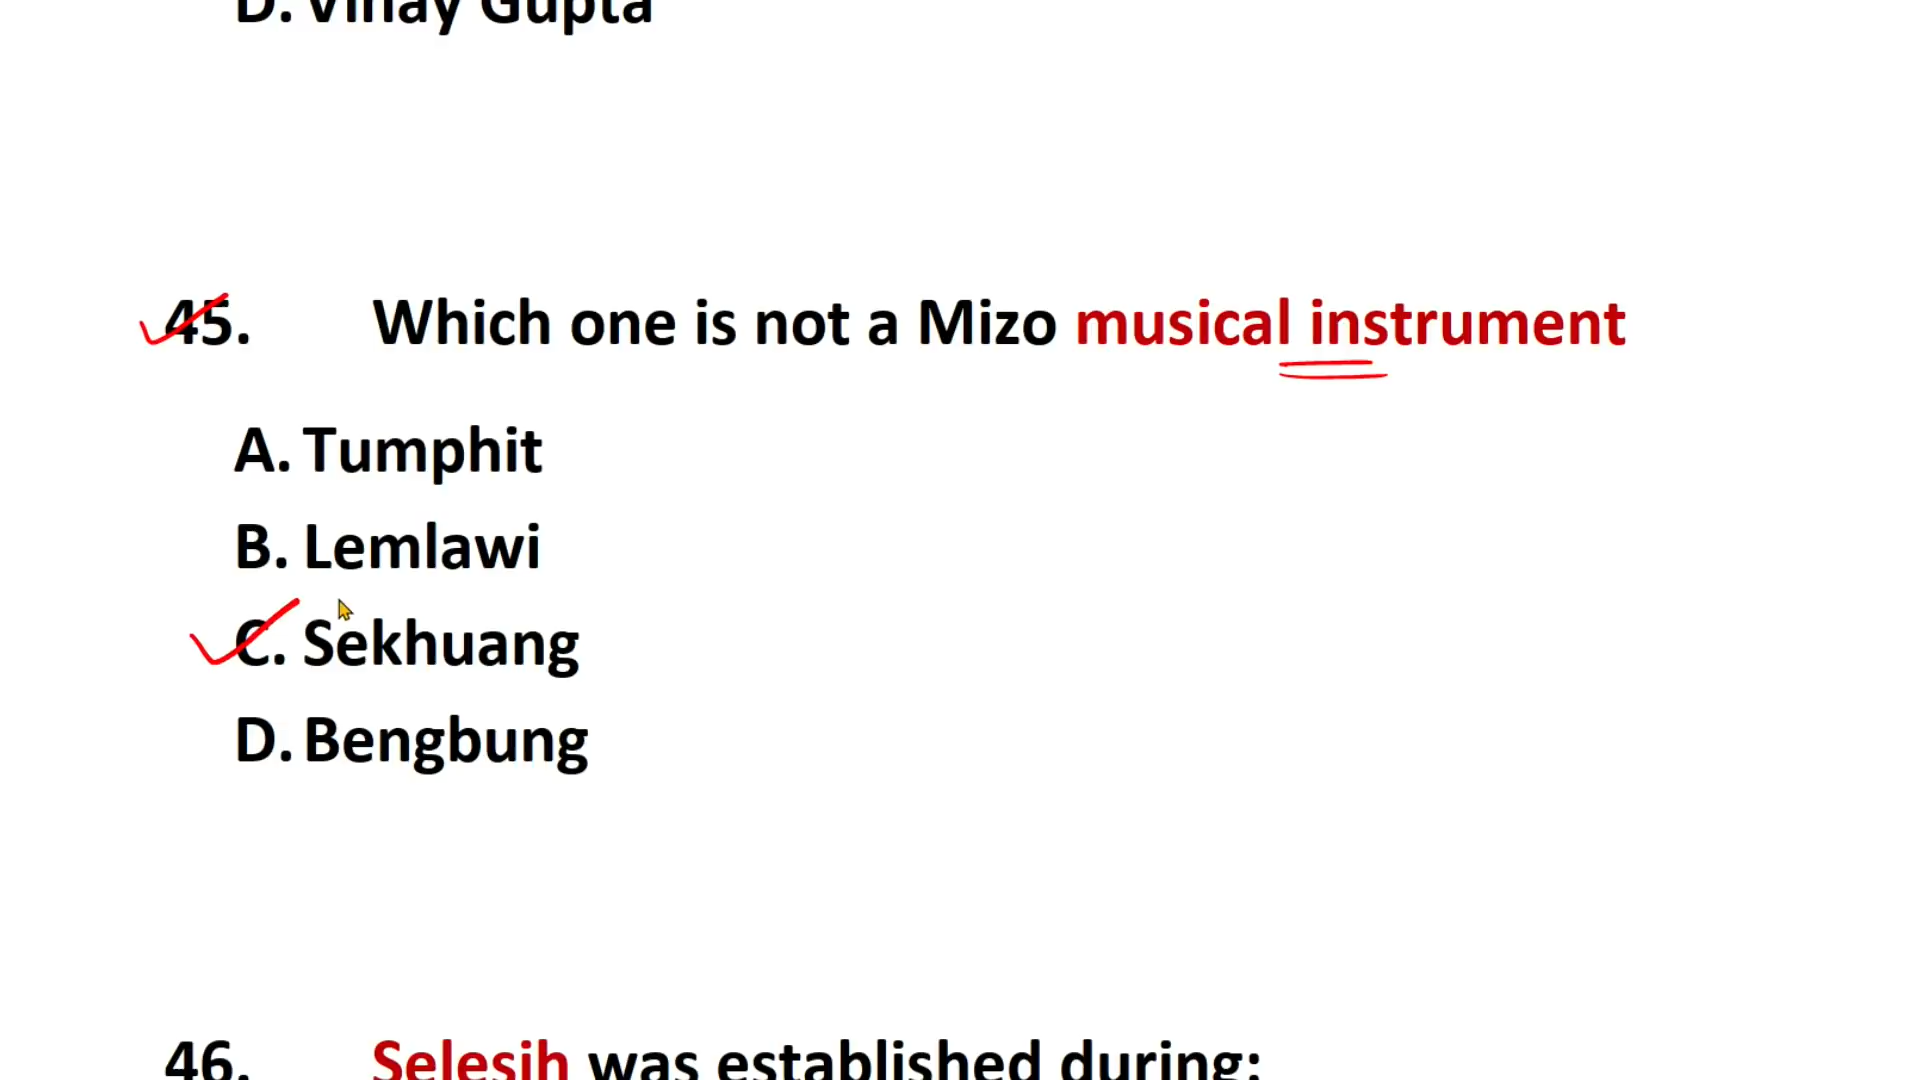 D. Vinay Gupta
45. Which one is not a Mizo musical instrument
A. Tumphit
B. Lemlawi
C. Sekhuang
D. Bengbung
46. Selesih was established during: